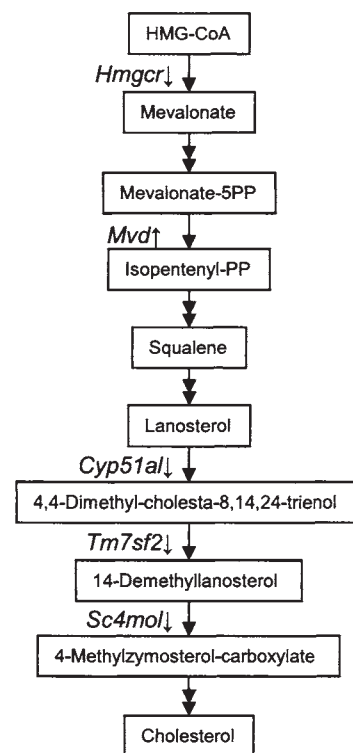 HMG-CoA
Hmgcr↓
Mevalonate
Mevalonate-5PP
Mvd↑
Isopentenyl-PP
Squalene
Lanosterol
Cyp51al↓
4,4-Dimethyl-cholesta-8,14,24-trienol
Tm7sf2↓
14-Demethyllanosterol
Sc4mol↓
4-Methylzymosterol-carboxylate
Cholesterol